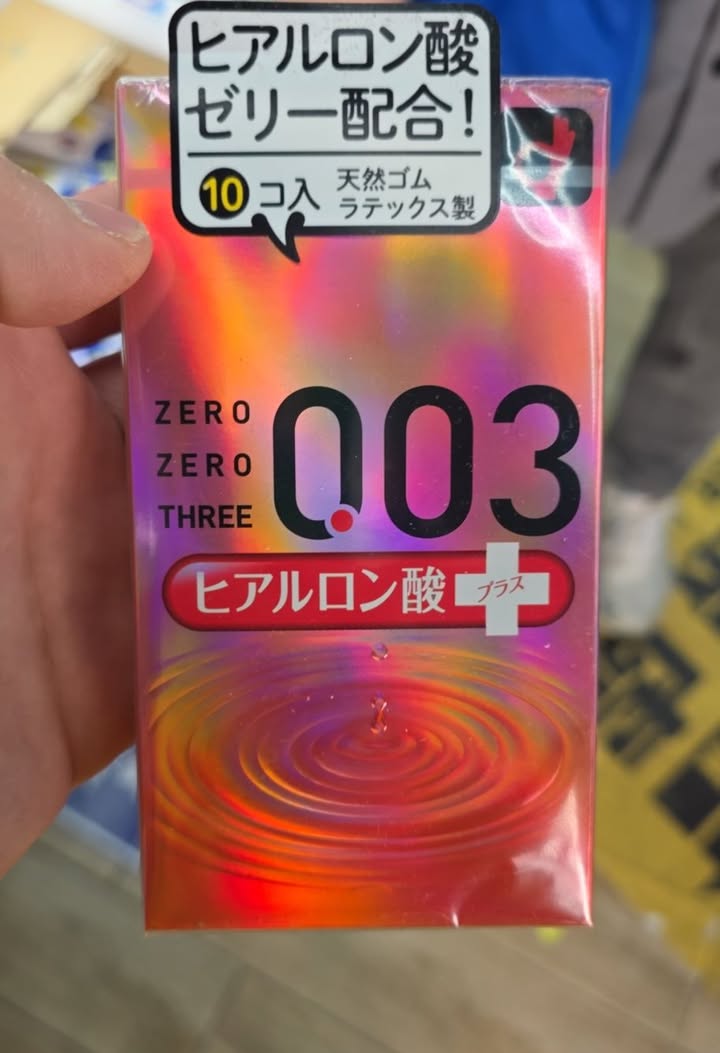 ヒアルロン酸
ゼリー配合!
10コ入
天然ゴム
ラテックス製
ZERO
ZERO
THREE
0.03
ヒアルロン酸
プラス